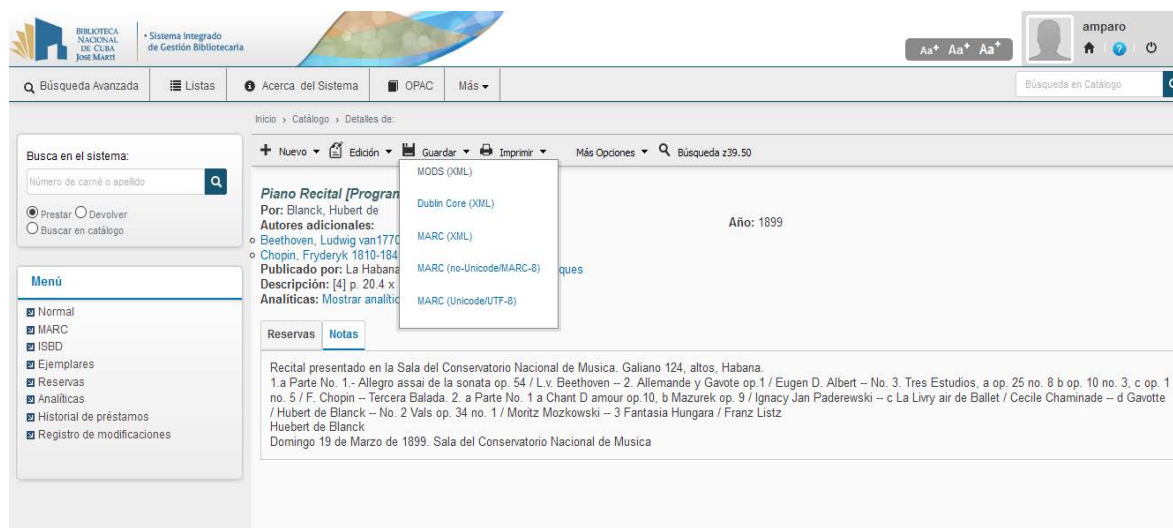 BIBLIOTECA
NACIONAL
DE CUBA
JOSÉ MARTÍ
• Sistema Integrado
de Gestión Bibliotecaria
Aa+ Aa+ Aa+
amparo
Búsqueda Avanzada Listas Acerca del Sistema OPAC Más
Búsqueda en Catálogo
Inicio › Catálogo › Detalles de:
Busca en el sistema:
Número de carné o apellido
Prestar Devolver
Buscar en catálogo
Menú
Normal
MARC
ISBD
Ejemplares
Reservas
Analíticas
Historial de préstamos
Registro de modificaciones
Nuevo Edición Guardar Imprimir Más Opciones Búsqueda z39.50
MODS (XML)
Dublin Core (XML)
MARC (XML)
MARC (no-Unicode/MARC-8)
MARC (Unicode/UTF-8)
Piano Recital [Progran
Por: Blanck, Hubert de
Año: 1899
Autores adicionales:
Beethoven, Ludwig van1770
Chopin, Fryderyk 1810-184
Publicado por: La Habana ques
Descripción: [4] p. 20.4 x
Analíticas: Mostrar analític
Reservas Notas
Recital presentado en la Sala del Conservatorio Nacional de Musica. Galiano 124, altos, Habana.
1.a Parte No. 1.- Allegro assai de la sonata op. 54 / L.v. Beethoven -- 2. Allemande y Gavote op.1 / Eugen D. Albert -- No. 3. Tres Estudios, a op. 25 no. 8 b op. 10 no. 3, c op. 1
no. 5 / F. Chopin -- Tercera Balada. 2. a Parte No. 1 a Chant D amour op.10, b Mazurek op. 9 / Ignacy Jan Paderewski -- c La Livry air de Ballet / Cecile Chaminade -- d Gavotte
/ Hubert de Blanck -- No. 2 Vals op. 34 no. 1 / Moritz Mozkowski -- 3 Fantasia Hungara / Franz Listz
Huebert de Blanck
Domingo 19 de Marzo de 1899. Sala del Conservatorio Nacional de Musica